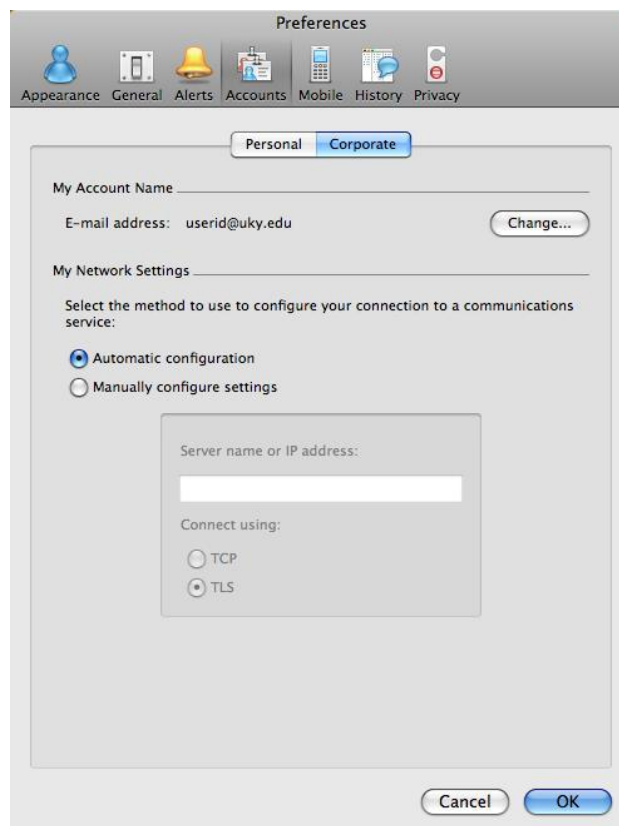 Preferences
Appearance General Alerts Accounts Mobile History Privacy
Personal Corporate
My Account Name
E-mail address: userid@uky.edu Change...
My Network Settings
Select the method to use to configure your connection to a communications
service:
Automatic configuration
Manually configure settings
Server name or IP address:
Connect using:
TCP
TLS
Cancel OK